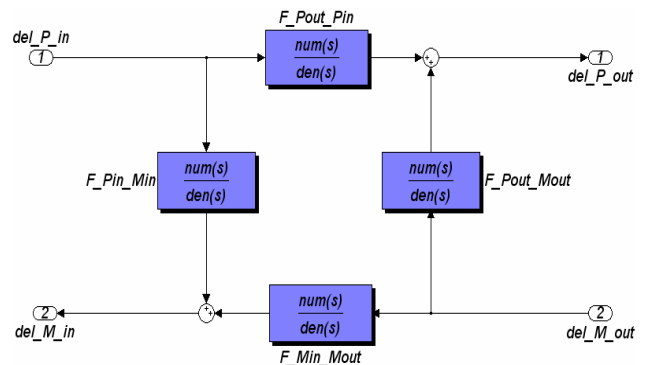 F_Pout_Pin
del_P_in
1
num(s)
den(s)
+
+
1
del_P_out
F_Pin_Min
num(s)
den(s)
num(s)
den(s)
F_Pout_Mout
2
del_M_in
+
+
num(s)
den(s)
F_Min_Mout
2
del_M_out